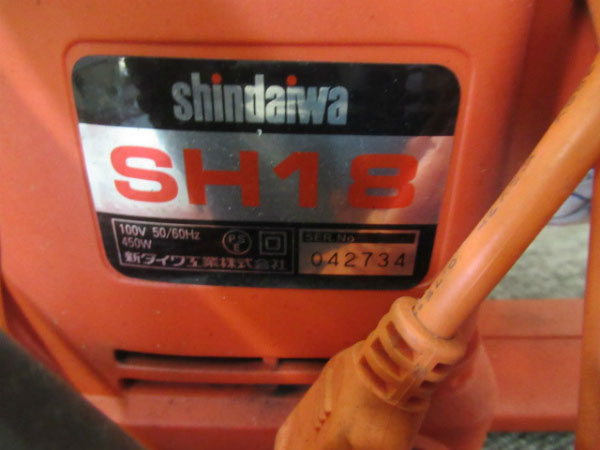 shindaiwa
SH18
100V 50/60Hz
450W
PSE
SER.No
042734
新ダイワ工業株式会社